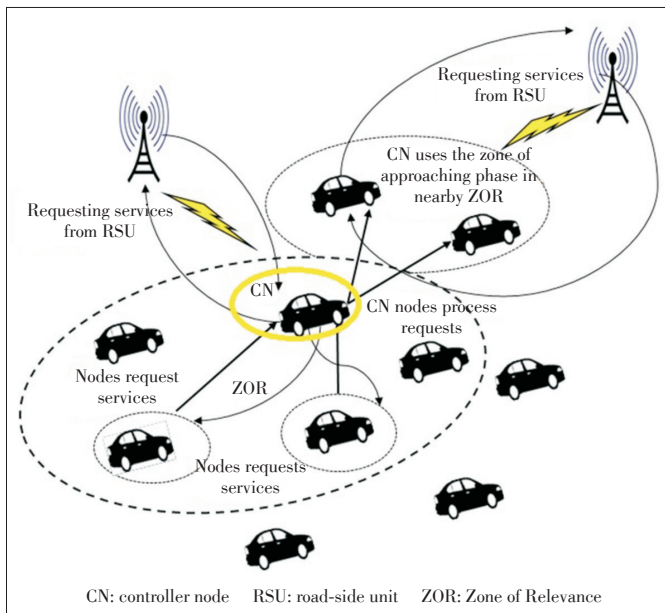 Requesting services
from RSU
CN uses the zone of
approaching phase in
nearby ZOR
Requesting services
from RSU
CN
CN nodes process
requests
Nodes request
services
ZOR
Nodes requests
services
CN: controller node RSU: road-side unit ZOR: Zone of Relevance